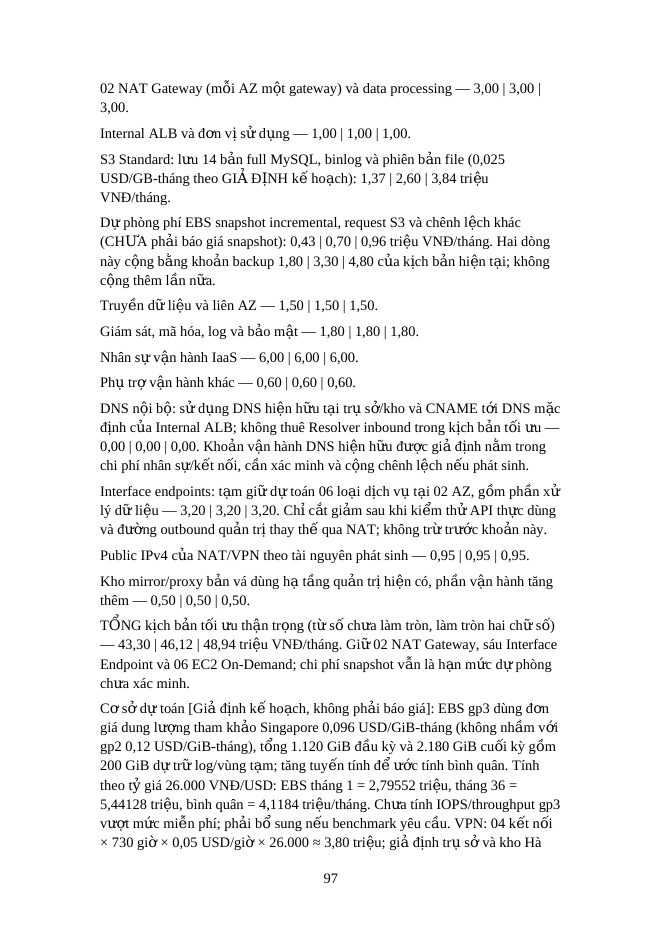 02 NAT Gateway (mỗi AZ một gateway) và data processing — 3,00 | 3,00 |
3,00.
Internal ALB và đơn vị sử dụng — 1,00 | 1,00 | 1,00.
S3 Standard: lưu 14 bản full MySQL, binlog và phiên bản file (0,025
USD/GB-tháng theo GIẢ ĐỊNH kế hoạch): 1,37 | 2,60 | 3,84 triệu
VNĐ/tháng.
Dự phòng phí EBS snapshot incremental, request S3 và chênh lệch khác
(CHƯA phải báo giá snapshot): 0,43 | 0,70 | 0,96 triệu VNĐ/tháng. Hai dòng
này cộng bằng khoản backup 1,80 | 3,30 | 4,80 của kịch bản hiện tại; không
cộng thêm lần nữa.
Truyền dữ liệu và liên AZ — 1,50 | 1,50 | 1,50.
Giám sát, mã hóa, log và bảo mật — 1,80 | 1,80 | 1,80.
Nhân sự vận hành IaaS — 6,00 | 6,00 | 6,00.
Phụ trợ vận hành khác — 0,60 | 0,60 | 0,60.
DNS nội bộ: sử dụng DNS hiện hữu tại trụ sở/kho và CNAME tới DNS mặc
định của Internal ALB; không thuê Resolver inbound trong kịch bản tối ưu —
0,00 | 0,00 | 0,00. Khoản vận hành DNS hiện hữu được giả định nằm trong
chi phí nhân sự/kết nối, cần xác minh và cộng chênh lệch nếu phát sinh.
Interface endpoints: tạm giữ dự toán 06 loại dịch vụ tại 02 AZ, gồm phần xử
lý dữ liệu — 3,20 | 3,20 | 3,20. Chỉ cắt giảm sau khi kiểm thử API thực dùng
và đường outbound quản trị thay thế qua NAT; không trừ trước khoản này.
Public IPv4 của NAT/VPN theo tài nguyên phát sinh — 0,95 | 0,95 | 0,95.
Kho mirror/proxy bản vá dùng hạ tầng quản trị hiện có, phần vận hành tăng
thêm — 0,50 | 0,50 | 0,50.
TỔNG kịch bản tối ưu thận trọng (từ số chưa làm tròn, làm tròn hai chữ số)
— 43,30 | 46,12 | 48,94 triệu VNĐ/tháng. Giữ 02 NAT Gateway, sáu Interface
Endpoint và 06 EC2 On-Demand; chi phí snapshot vẫn là hạn mức dự phòng
chưa xác minh.
Cơ sở dự toán [Giả định kế hoạch, không phải báo giá]: EBS gp3 dùng đơn
giá dung lượng tham khảo Singapore 0,096 USD/GiB-tháng (không nhầm với
gp2 0,12 USD/GiB-tháng), tổng 1.120 GiB đầu kỳ và 2.180 GiB cuối kỳ gồm
200 GiB dự trữ log/vùng tạm; tăng tuyến tính để ước tính bình quân. Tính
theo tỷ giá 26.000 VNĐ/USD: EBS tháng 1 = 2,79552 triệu, tháng 36 =
5,44128 triệu, bình quân = 4,1184 triệu/tháng. Chưa tính IOPS/throughput gp3
vượt mức miễn phí; phải bổ sung nếu benchmark yêu cầu. VPN: 04 kết nối
× 730 giờ × 0,05 USD/giờ × 26.000 ≈ 3,80 triệu; giả định trụ sở và kho Hà
97